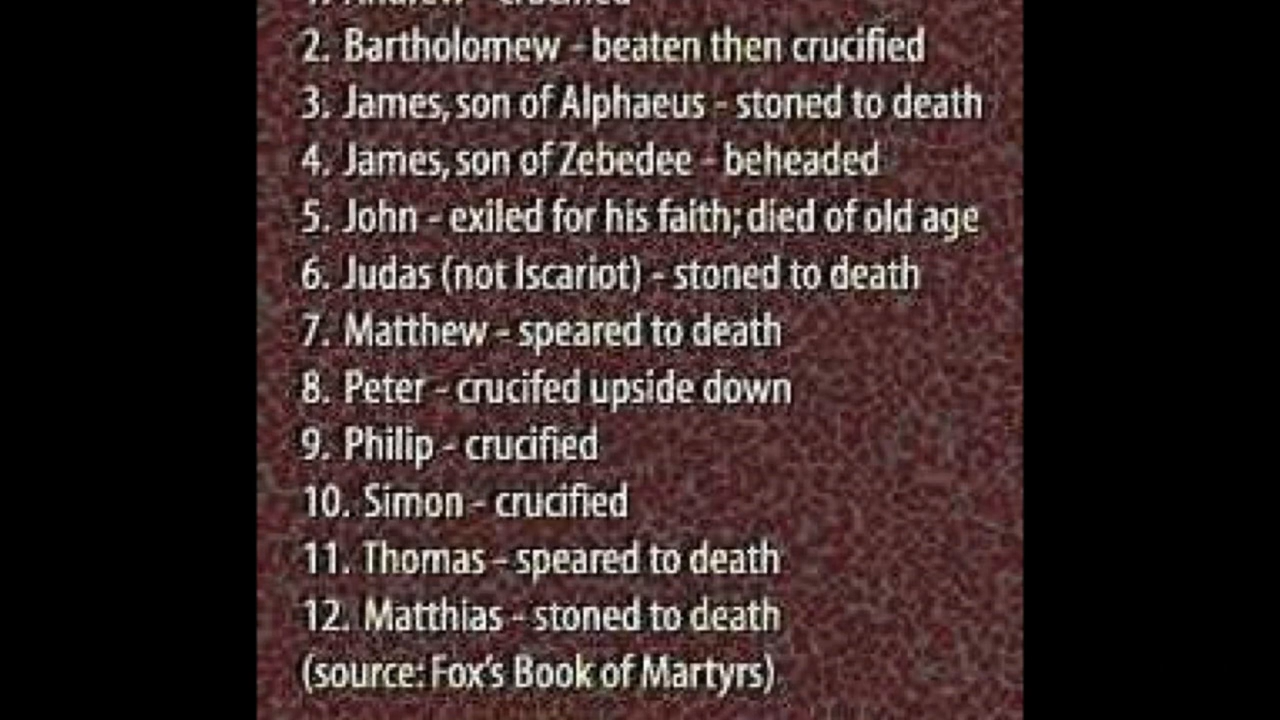 1. Andrew - crucified
2. Bartholomew - beaten then crucified
3. James, son of Alphaeus - stoned to death
4. James, son of Zebedee - beheaded
5. John - exiled for his faith; died of old age
6. Judas (not Iscariot) - stoned to death
7. Matthew - speared to death
8. Peter - crucifed upside down
9. Philip - crucified
10. Simon - crucified
11. Thomas - speared to death
12. Matthias - stoned to death
(source: Fox's Book of Martyrs)